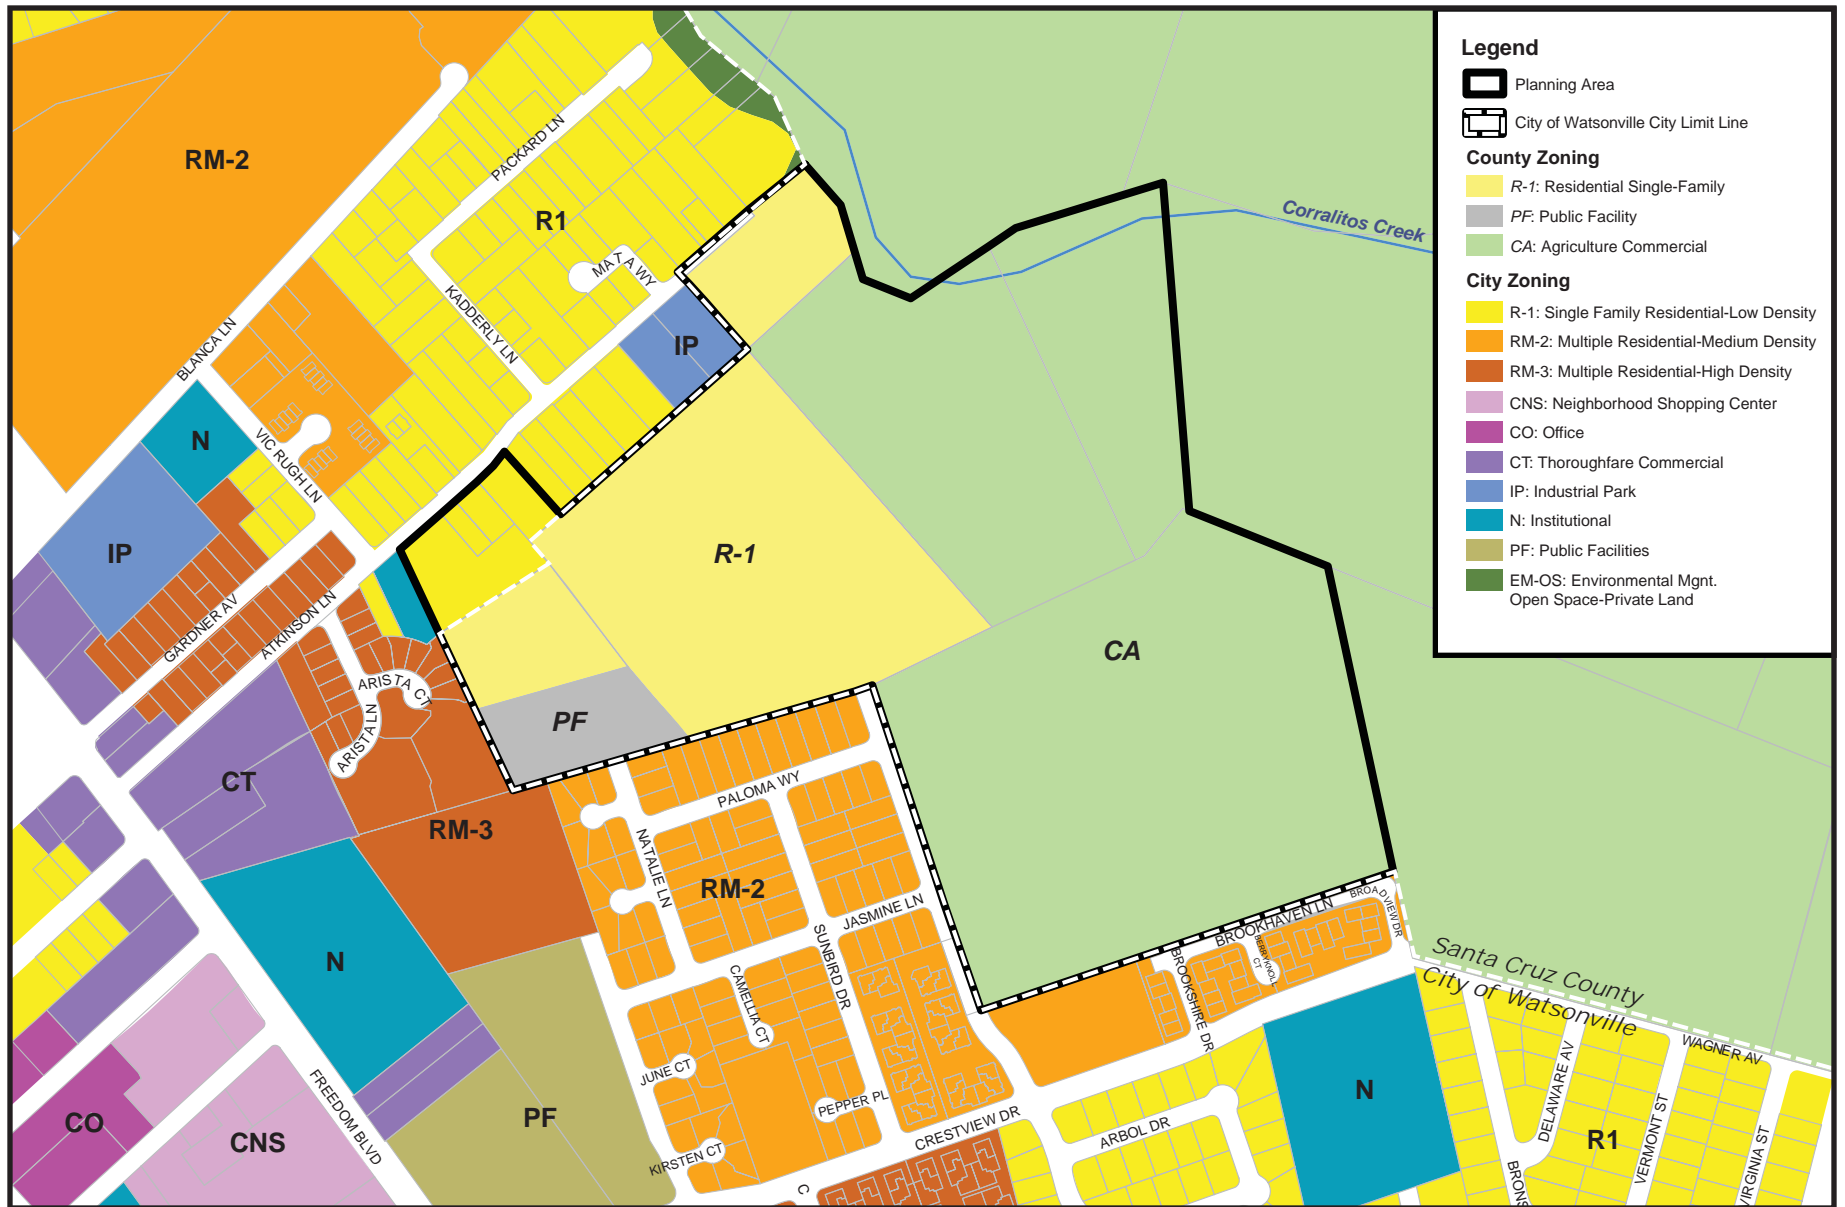 Legend
Planning Area
City of Watsonville City Limit Line
County Zoning
R-1: Residential Single-Family
PF: Public Facility
CA: Agriculture Commercial
City Zoning
R-1: Single Family Residential-Low Density
RM-2: Multiple Residential-Medium Density
RM-3: Multiple Residential-High Density
CNS: Neighborhood Shopping Center
CO: Office
CT: Thoroughfare Commercial
IP: Industrial Park
N: Institutional
PF: Public Facilities
EM-OS: Environmental Mgnt.
Open Space-Private Land
RM-2
PACKARD LN
R1
MATA WY
Corralitos Creek
KADDERLY LN
BLANCA LN
IP
N
VIC RUGH LN
IP
R-1
GARDNER AV
ATKINSON LN
CA
ARISTA CT
ARISTA LN
PF
CT
PALOMA WY
RM-3
NATALIE LN
RM-2
JASMINE LN
BROADVIEW DR
BROOKHAVEN LN
BERRYKNOLL
CT
BROOKSHIRE DR
SUNBIRD DR
N
CAMELLIA CT
Santa Cruz County
City of Watsonville
WAGNER AV
JUNE CT
FREEDOM BLVD
PEPPER PL
DELAWARE AV
N
CO
PF
CNS
CRESTVIEW DR
ARBOL DR
R1
VERMONT ST
VIRGINIA ST
KIRSTEN CT
BRONS
C